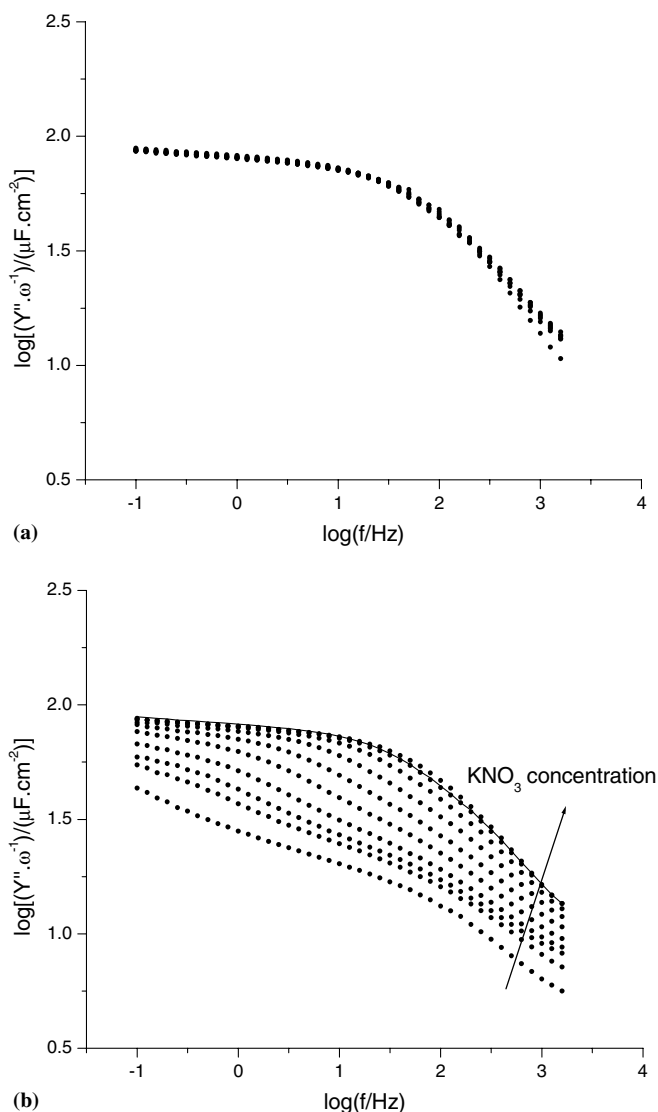 2.5
2.0
1.5
1.0
0.5
log[(Y".ω⁻¹)/(μF.cm⁻²)]
-1 0 1 2 3 4
log(f/Hz)
(a)
2.5
2.0
1.5
1.0
0.5
log[(Y".ω⁻¹)/(μF.cm⁻²)]
KNO₃ concentration
-1 0 1 2 3 4
log(f/Hz)
(b)